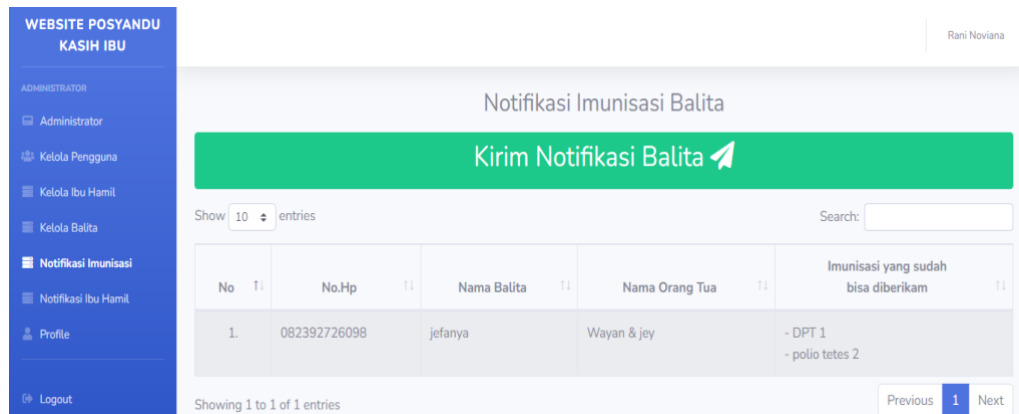 WEBSITE POSYANDU
KASIH IBU
Rani Noviana
ADMINISTRATOR
Administrator
Kelola Pengguna
Kelola Ibu Hamil
Kelola Balita
Notifikasi Imunisasi
Notifikasi Ibu Hamil
Profile
Logout
Notifikasi Imunisasi Balita
Kirim Notifikasi Balita
Show 10 entries
Search:
No No.Hp Nama Balita Nama Orang Tua Imunisasi yang sudah
bisa diberikam
1. 082392726098 jefanya Wayan & jey - DPT 1
- polio tetes 2
Showing 1 to 1 of 1 entries
Previous 1 Next